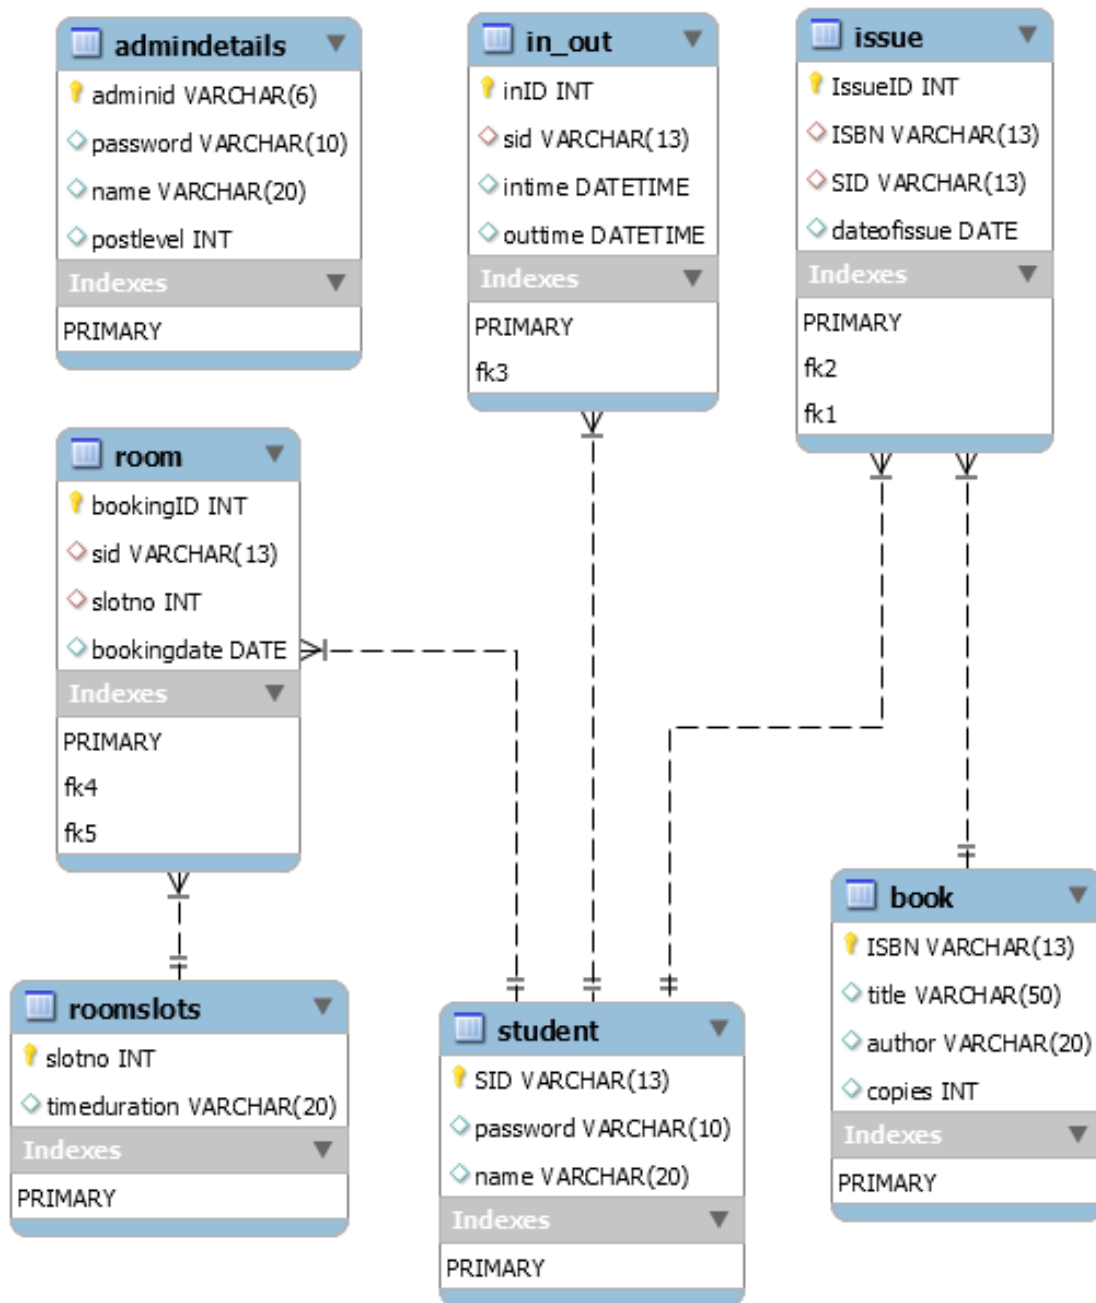 admindetails
adminid VARCHAR(6)
password VARCHAR(10)
name VARCHAR(20)
postlevel INT
Indexes
PRIMARY
in_out
inID INT
sid VARCHAR(13)
intime DATETIME
outtime DATETIME
Indexes
PRIMARY
fk3
issue
IssueID INT
ISBN VARCHAR(13)
SID VARCHAR(13)
dateofissue DATE
Indexes
PRIMARY
fk2
fk1
room
bookingID INT
sid VARCHAR(13)
slotno INT
bookingdate DATE
Indexes
PRIMARY
fk4
fk5
roomslots
slotno INT
timeduration VARCHAR(20)
Indexes
PRIMARY
student
SID VARCHAR(13)
password VARCHAR(10)
name VARCHAR(20)
Indexes
PRIMARY
book
ISBN VARCHAR(13)
title VARCHAR(50)
author VARCHAR(20)
copies INT
Indexes
PRIMARY